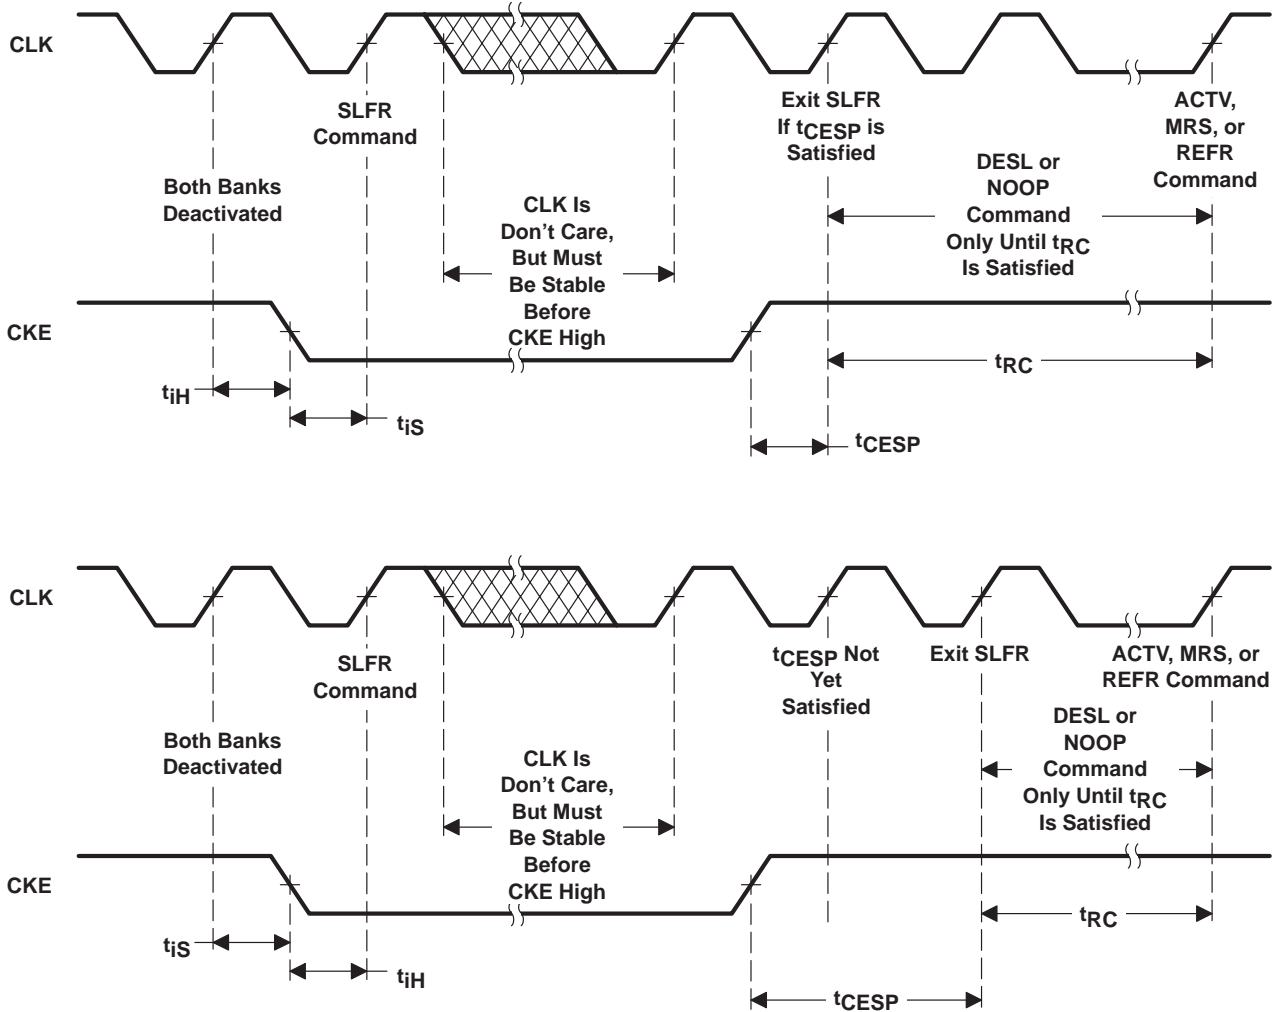 CLK
SLFR
Command
Both Banks
Deactivated
CLK Is
Don't Care,
But Must
Be Stable
Before
CKE High
Exit SLFR
If tCESP is
Satisfied
DESL or
NOOP
Command
Only Until tRC
Is Satisfied
ACTV,
MRS, or
REFR
Command
CKE
tiH
tiS
tRC
tCESP
CLK
SLFR
Command
Both Banks
Deactivated
CLK Is
Don't Care,
But Must
Be Stable
Before
CKE High
tCESP Not
Yet
Satisfied
Exit SLFR
ACTV, MRS, or
REFR Command
DESL or
NOOP
Command
Only Until tRC
Is Satisfied
CKE
tiS
tiH
tRC
tCESP